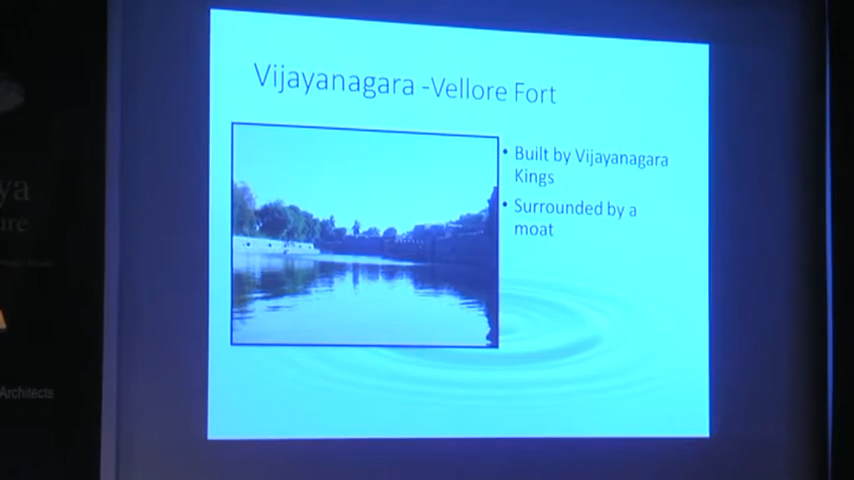 Vijayanagara -Vellore Fort
• Built by Vijayanagara
Kings
• Surrounded by a
moat
ya
ure
Architects